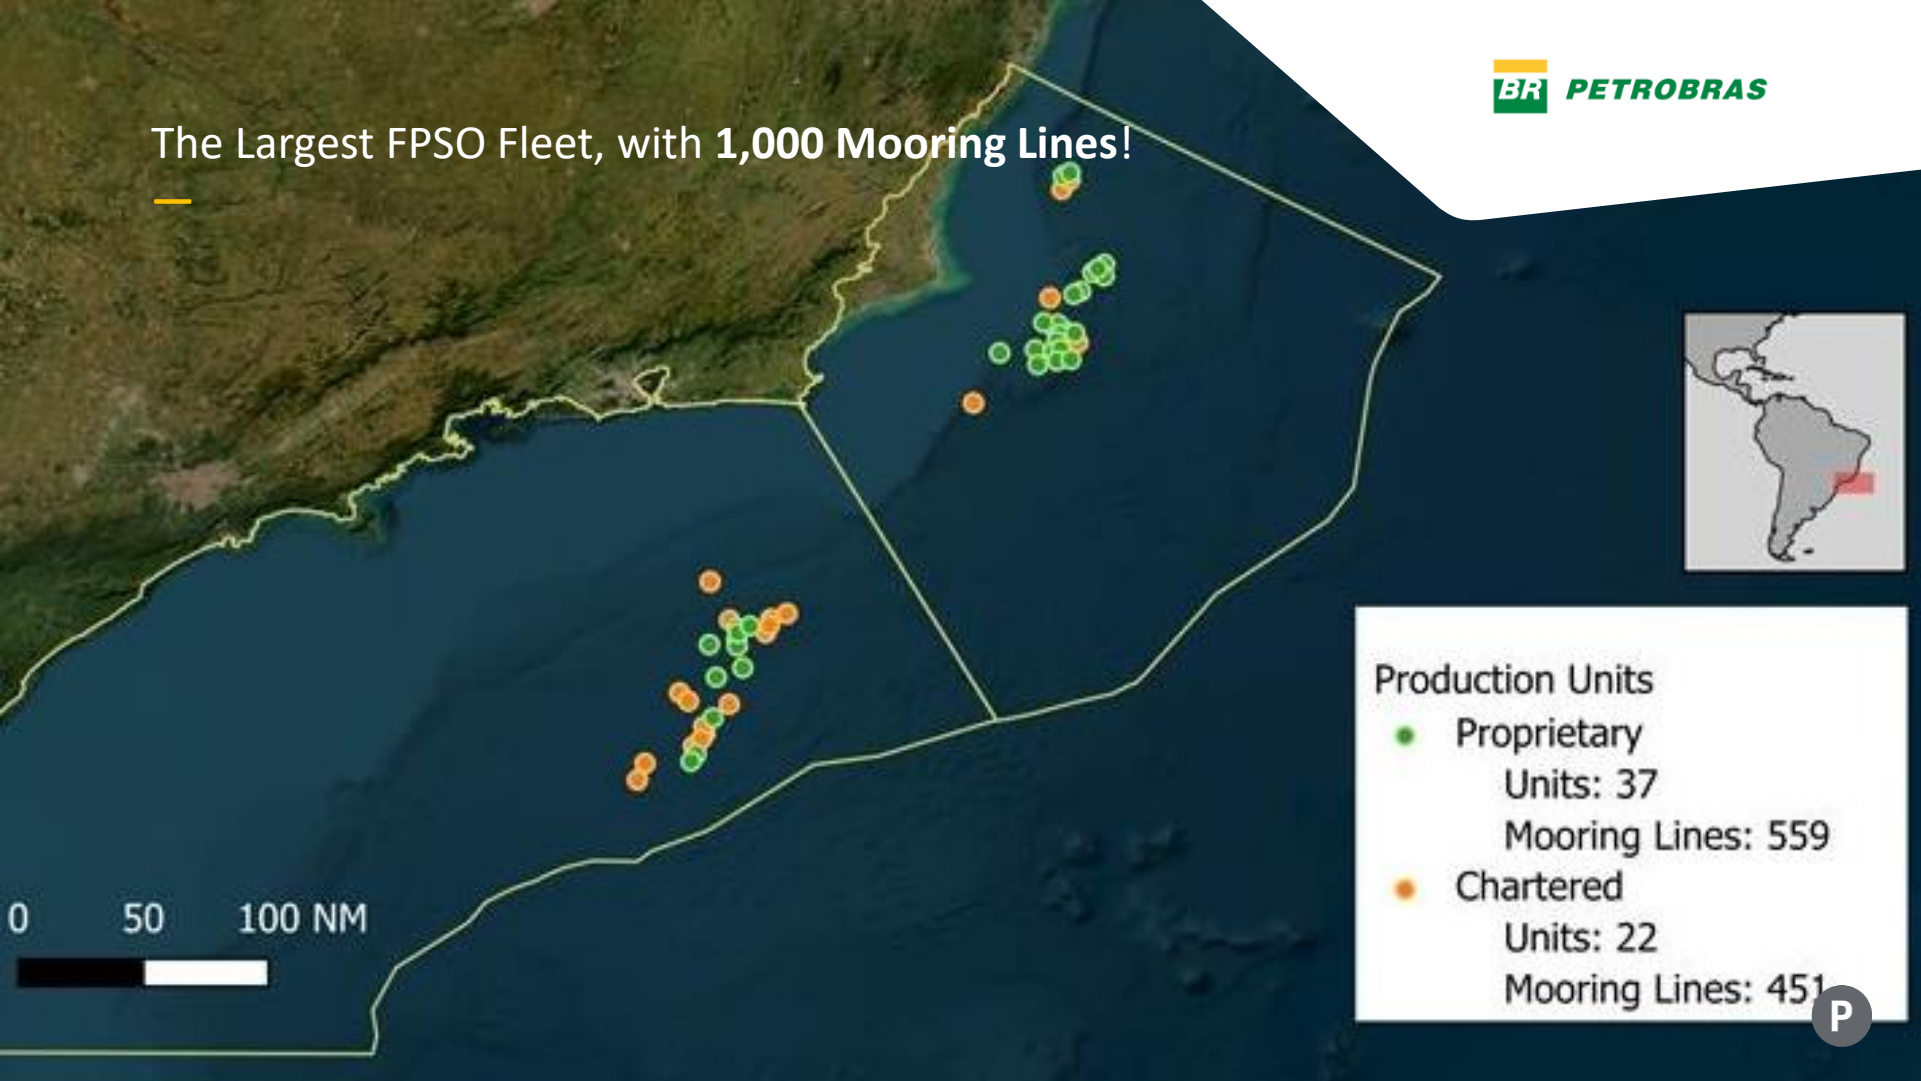 BR PETROBRAS
The Largest FPSO Fleet, with 1,000 Mooring Lines!
Production Units
Proprietary
Units: 37
Mooring Lines: 559
Chartered
Units: 22
Mooring Lines: 451
0 50 100 NM
P